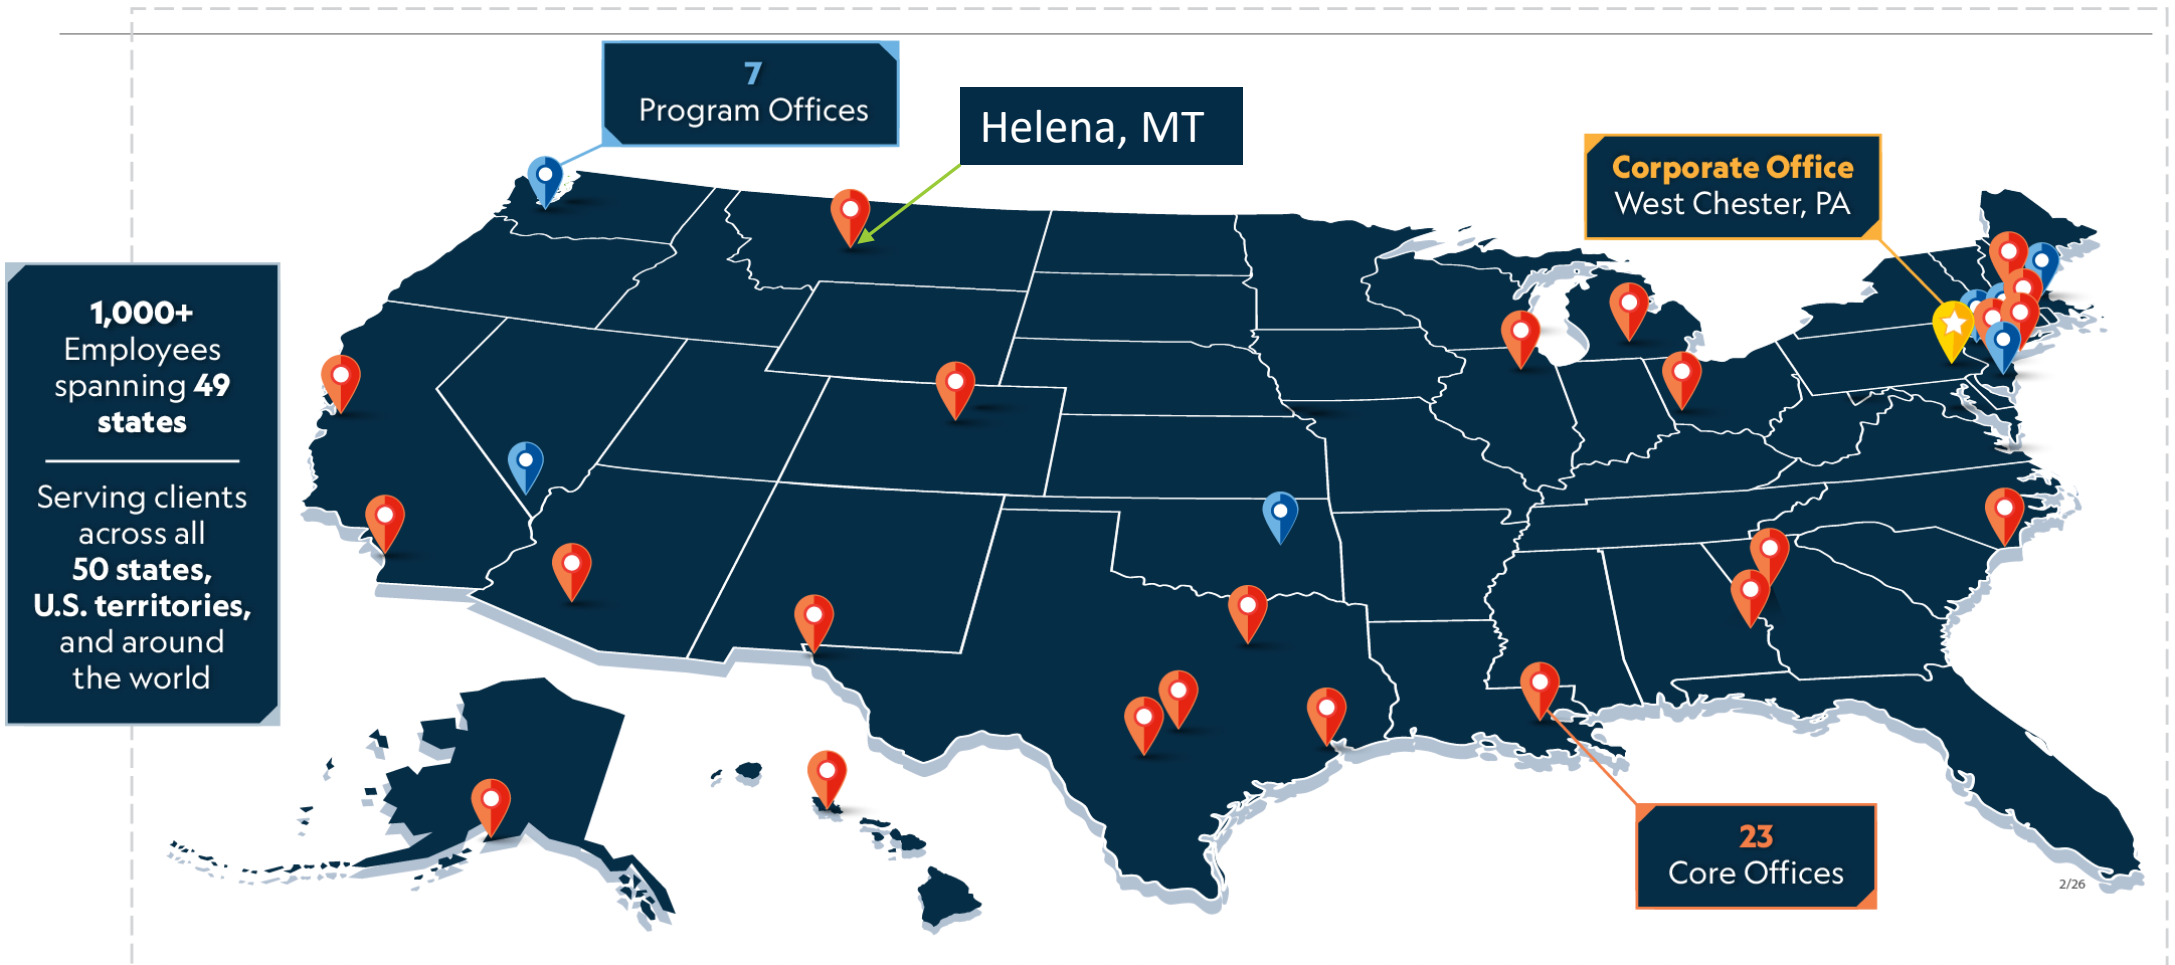 7
Program Offices
Helena, MT
Corporate Office
West Chester, PA
1,000+
Employees
spanning 49
states
Serving clients
across all
50 states,
U.S. territories,
and around
the world
23
Core Offices
2/26